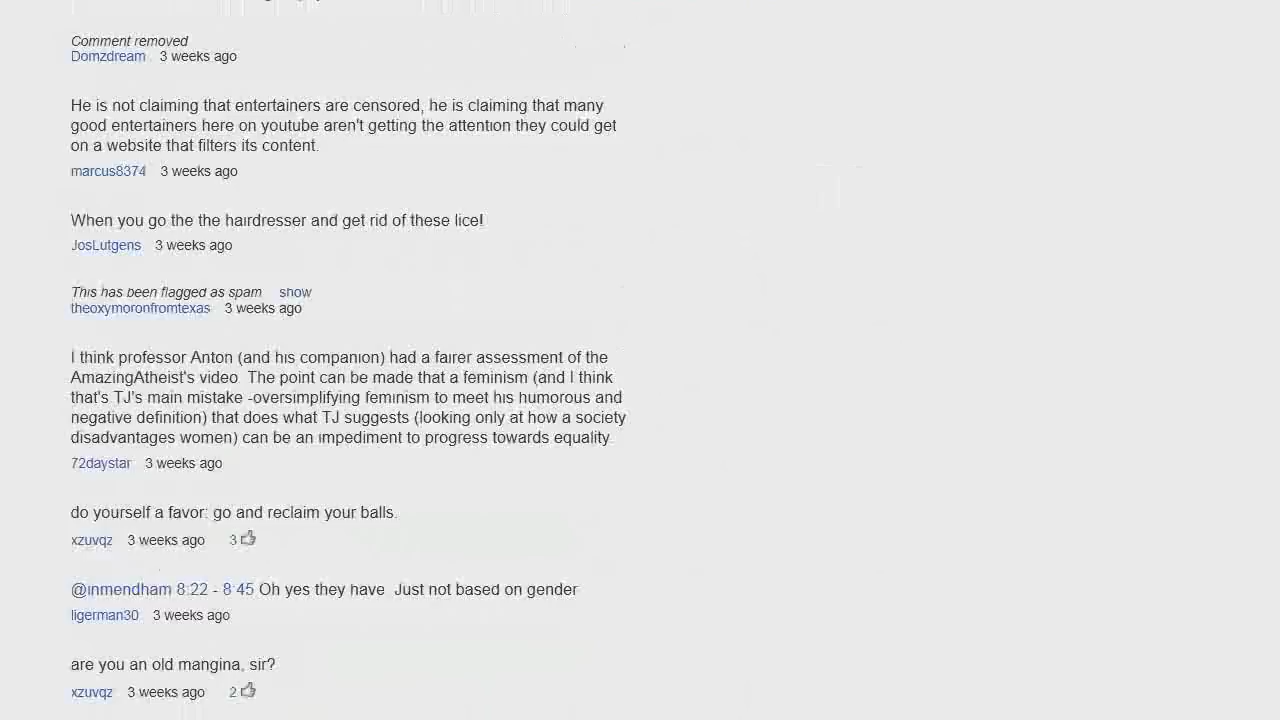 Comment removed
Domzdream 3 weeks ago
He is not claiming that entertainers are censored, he is claiming that many
good entertainers here on youtube aren't getting the attention they could get
on a website that filters its content.
marcus8374 3 weeks ago
When you go the the hairdresser and get rid of these lice!
JosLutgens 3 weeks ago
This has been flagged as spam show
theoxymoronfromtexas 3 weeks ago
I think professor Anton (and his companion) had a fairer assessment of the
AmazingAtheist's video. The point can be made that a feminism (and I think
that's TJ's main mistake -oversimplifying feminism to meet his humorous and
negative definition) that does what TJ suggests (looking only at how a society
disadvantages women) can be an impediment to progress towards equality.
72daystar 3 weeks ago
do yourself a favor: go and reclaim your balls.
xzuvqz 3 weeks ago 3
@inmendham 8:22 - 8:45 Oh yes they have. Just not based on gender
ligerman30 3 weeks ago
are you an old mangina, sir?
xzuvqz 3 weeks ago 2